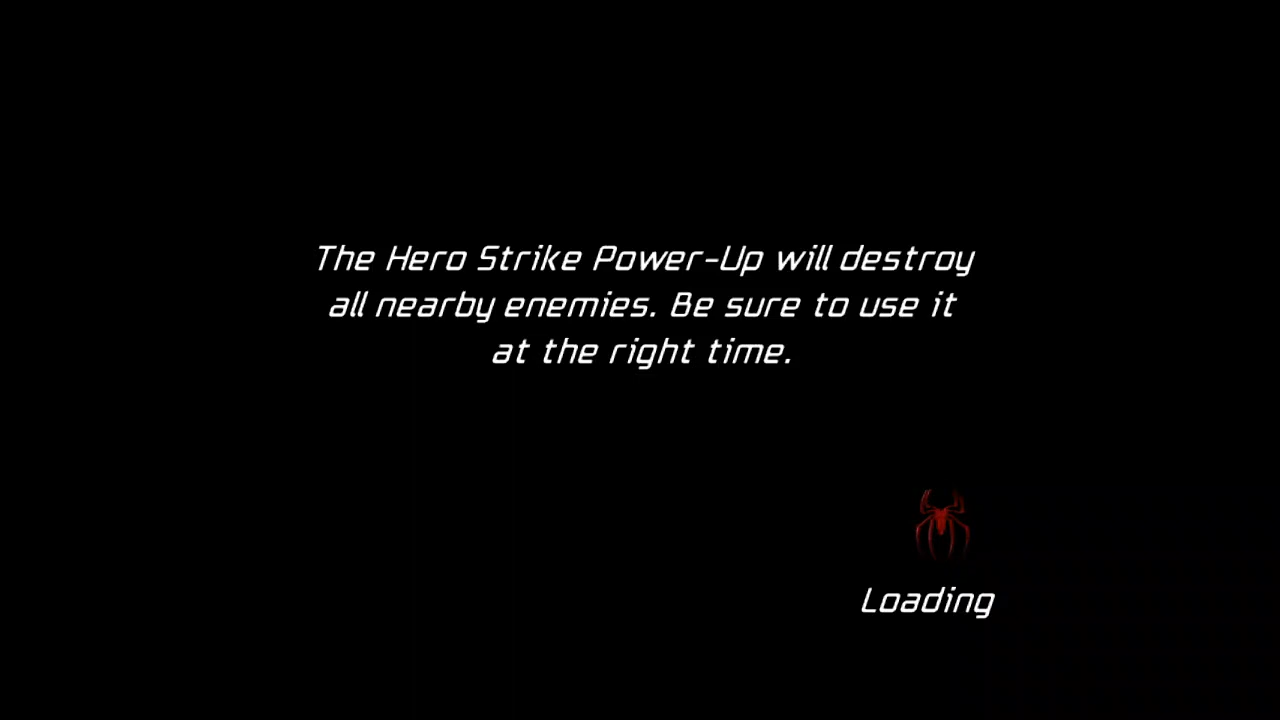 The Hero Strike Power-Up will destroy
all nearby enemies. Be sure to use it
at the right time.
Loading